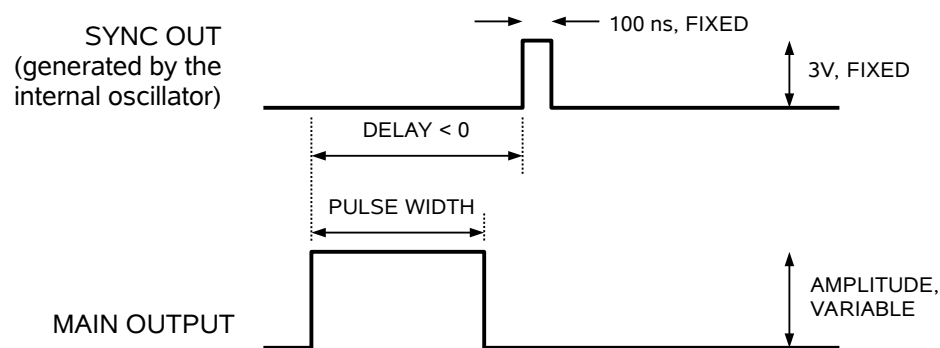 100 ns, FIXED
SYNC OUT
(generated by the
internal oscillator)
3V, FIXED
DELAY < 0
PULSE WIDTH
AMPLITUDE,
VARIABLE
MAIN OUTPUT